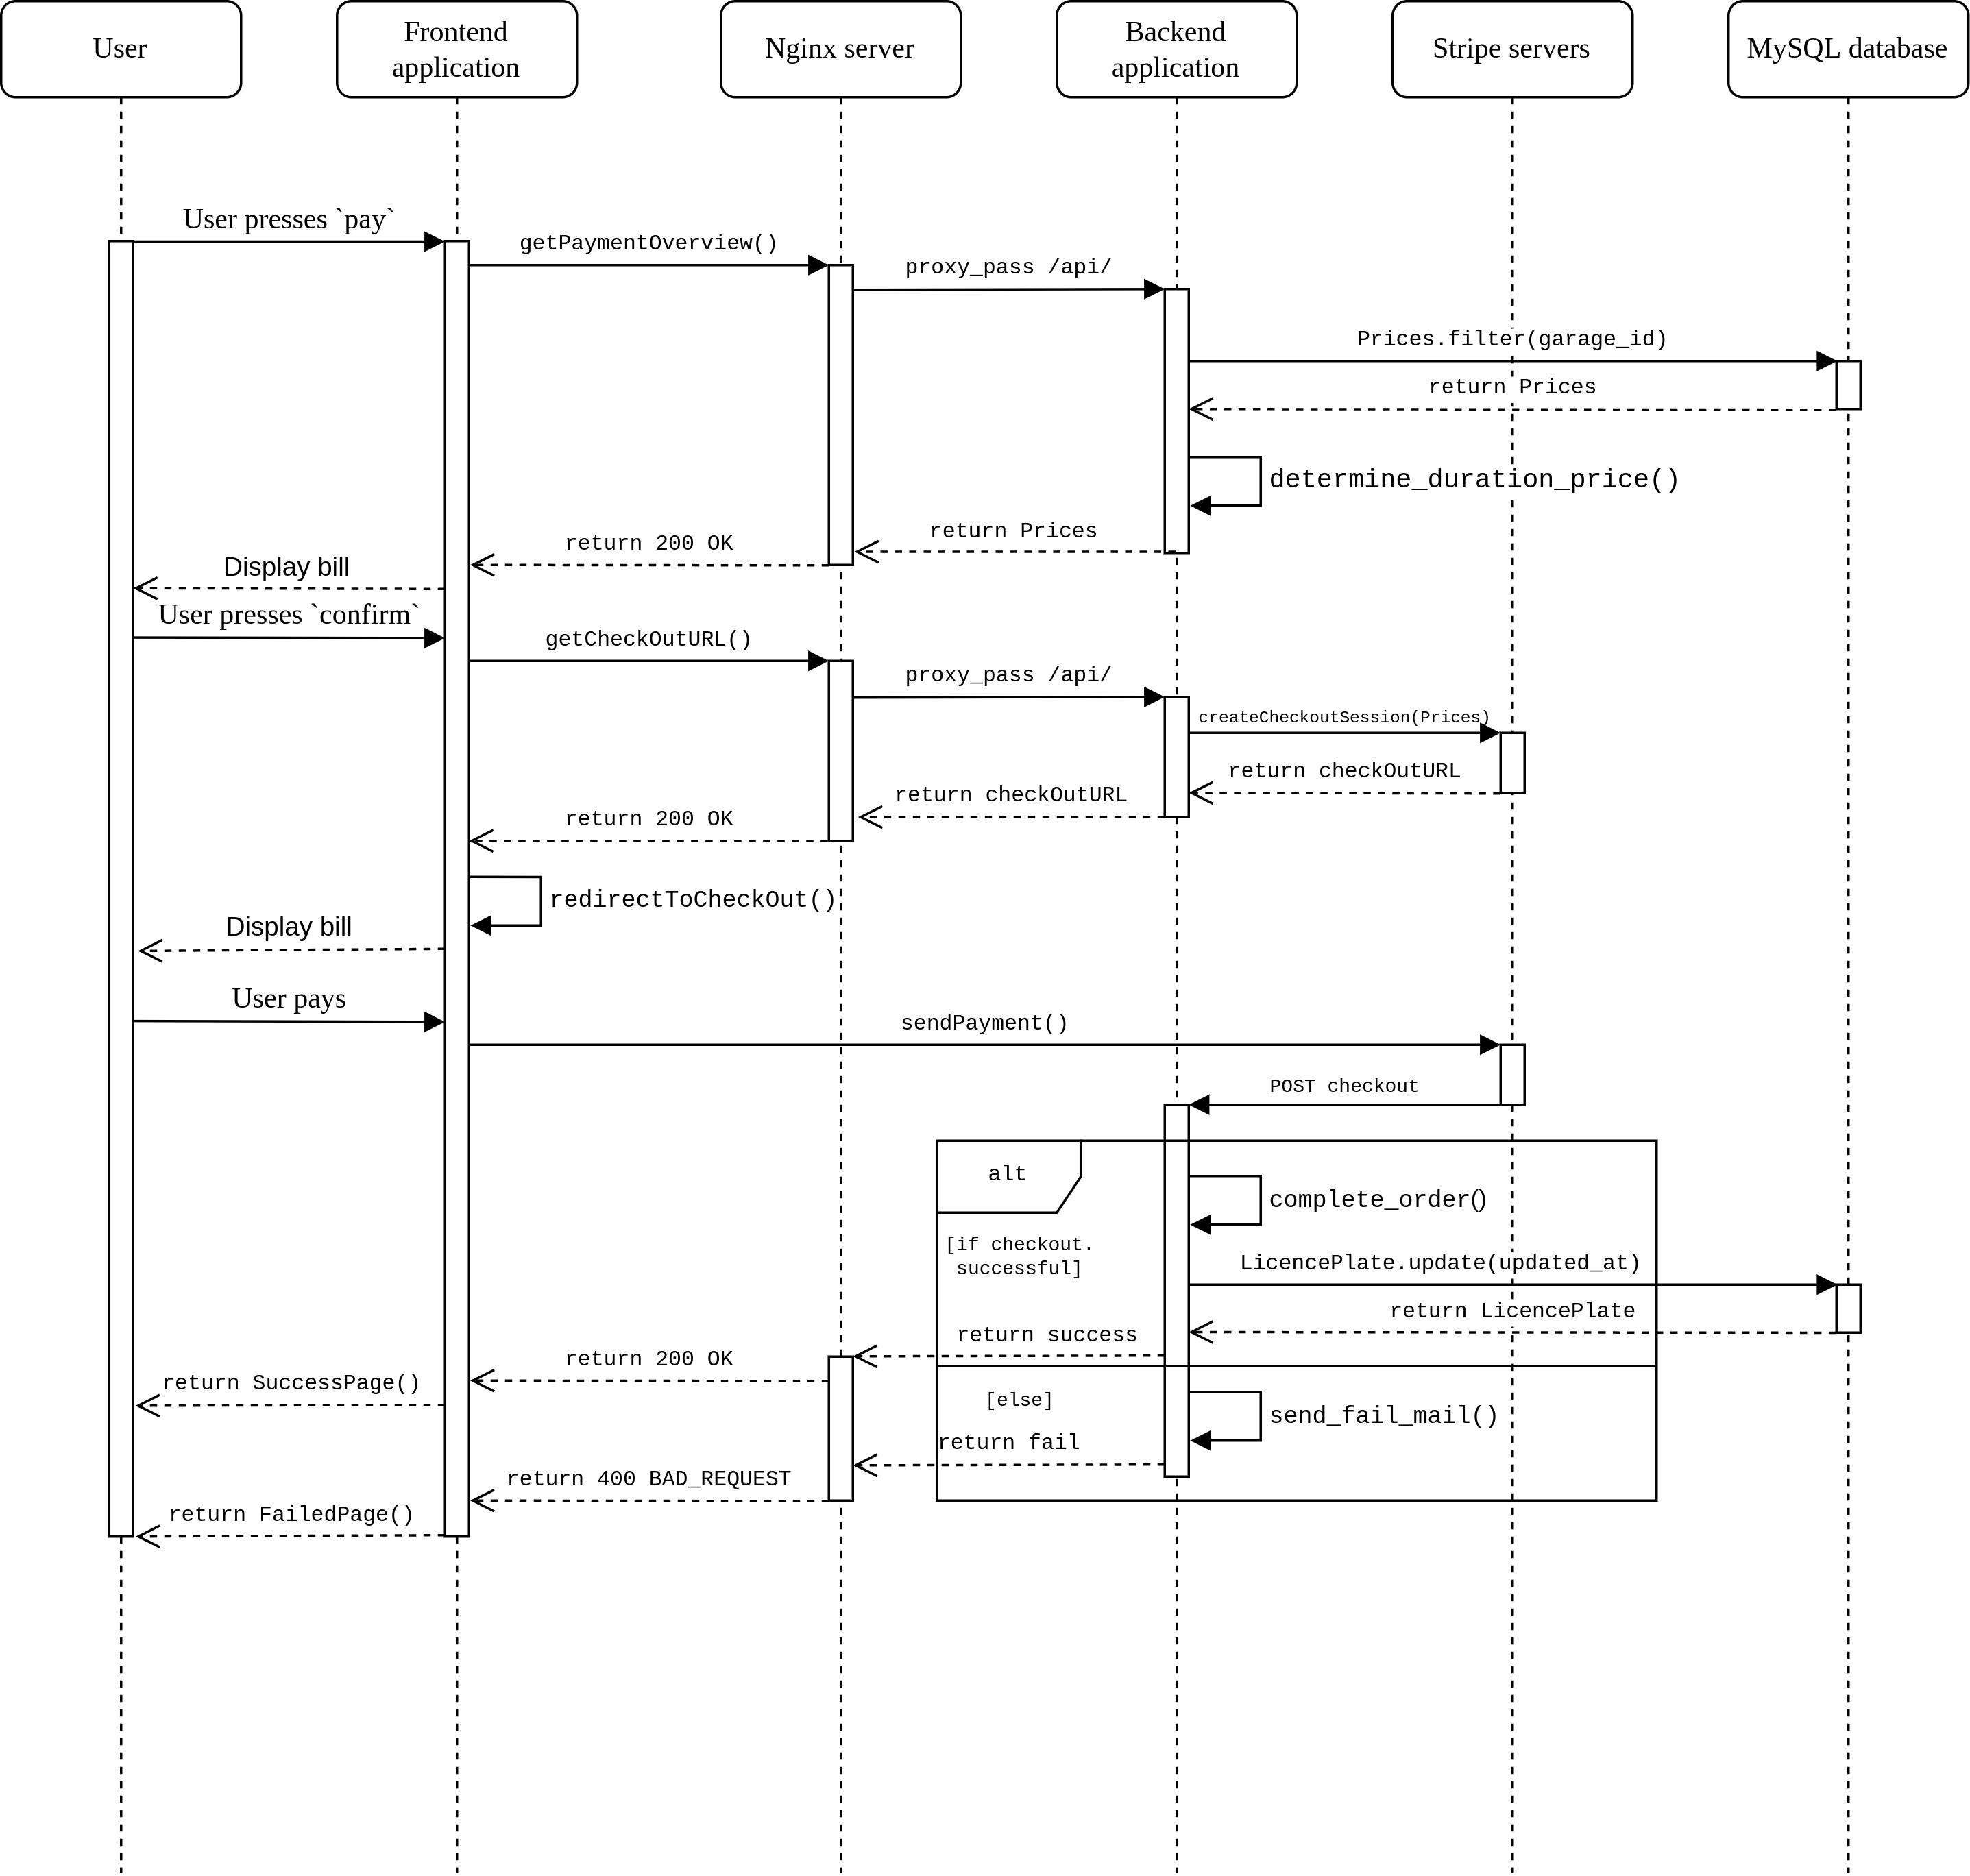 User
Frontend
application
Nginx server
Backend
application
Stripe servers
MySQL database
User presses `pay`
getPaymentOverview()
proxy_pass /api/
Prices.filter(garage_id)
return Prices
determine_duration_price()
return Prices
return 200 OK
Display bill
User presses `confirm`
getCheckOutURL()
proxy_pass /api/
createCheckoutSession(Prices)
return checkOutURL
return checkOutURL
return 200 OK
redirectToCheckOut()
Display bill
User pays
sendPayment()
POST checkout
alt
complete_order()
[if checkout.
successful]
LicencePlate.update(updated_at)
return LicencePlate
return success
return 200 OK
return SuccessPage()
[else]
send_fail_mail()
return fail
return 400 BAD_REQUEST
return FailedPage()